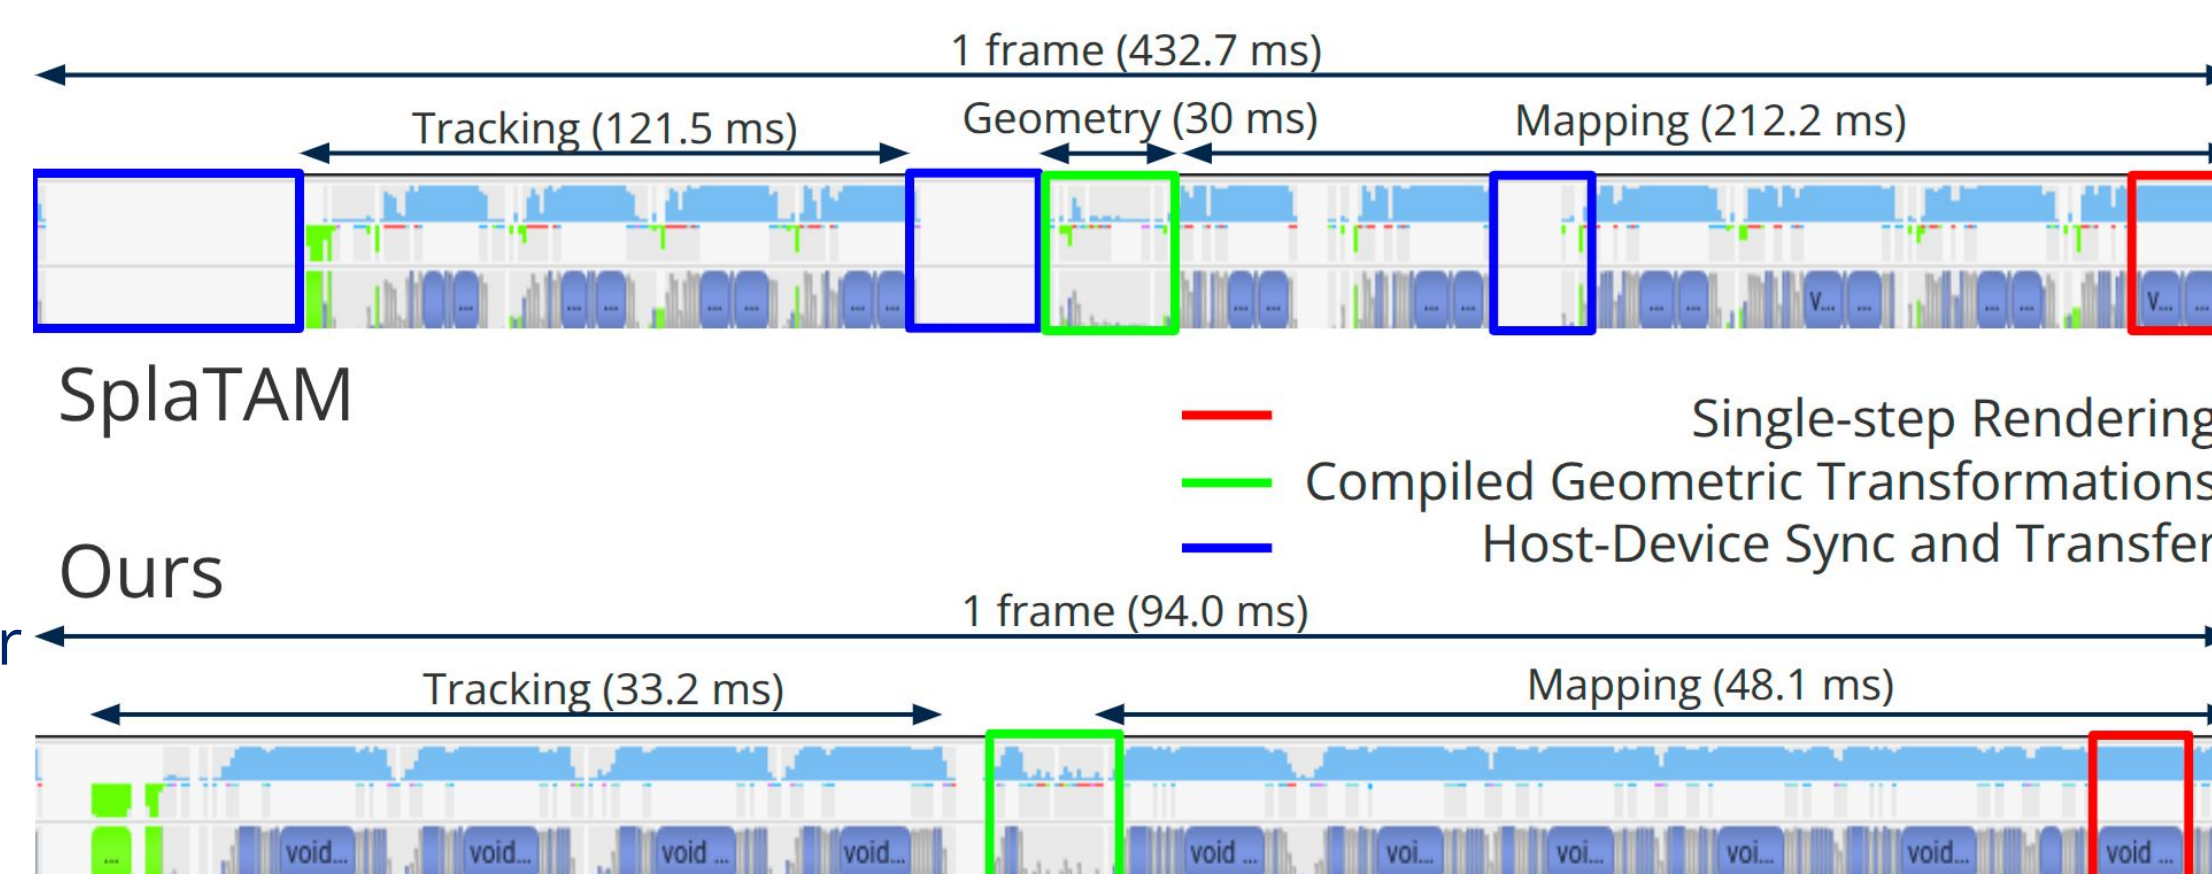 1 frame (432.7 ms)
Tracking (121.5 ms)
Geometry (30 ms)
Mapping (212.2 ms)
... ... ... ... ... ... ... ... ... ... ... ... ... ... V... ... ... ... V... ...
SplaTAM
Single-step Rendering
Compiled Geometric Transformations
Host-Device Sync and Transfer
Ours
1 frame (94.0 ms)
r
Tracking (33.2 ms)
Mapping (48.1 ms)
... void... void... void ... void... void ... voi... voi... voi... void... void ...